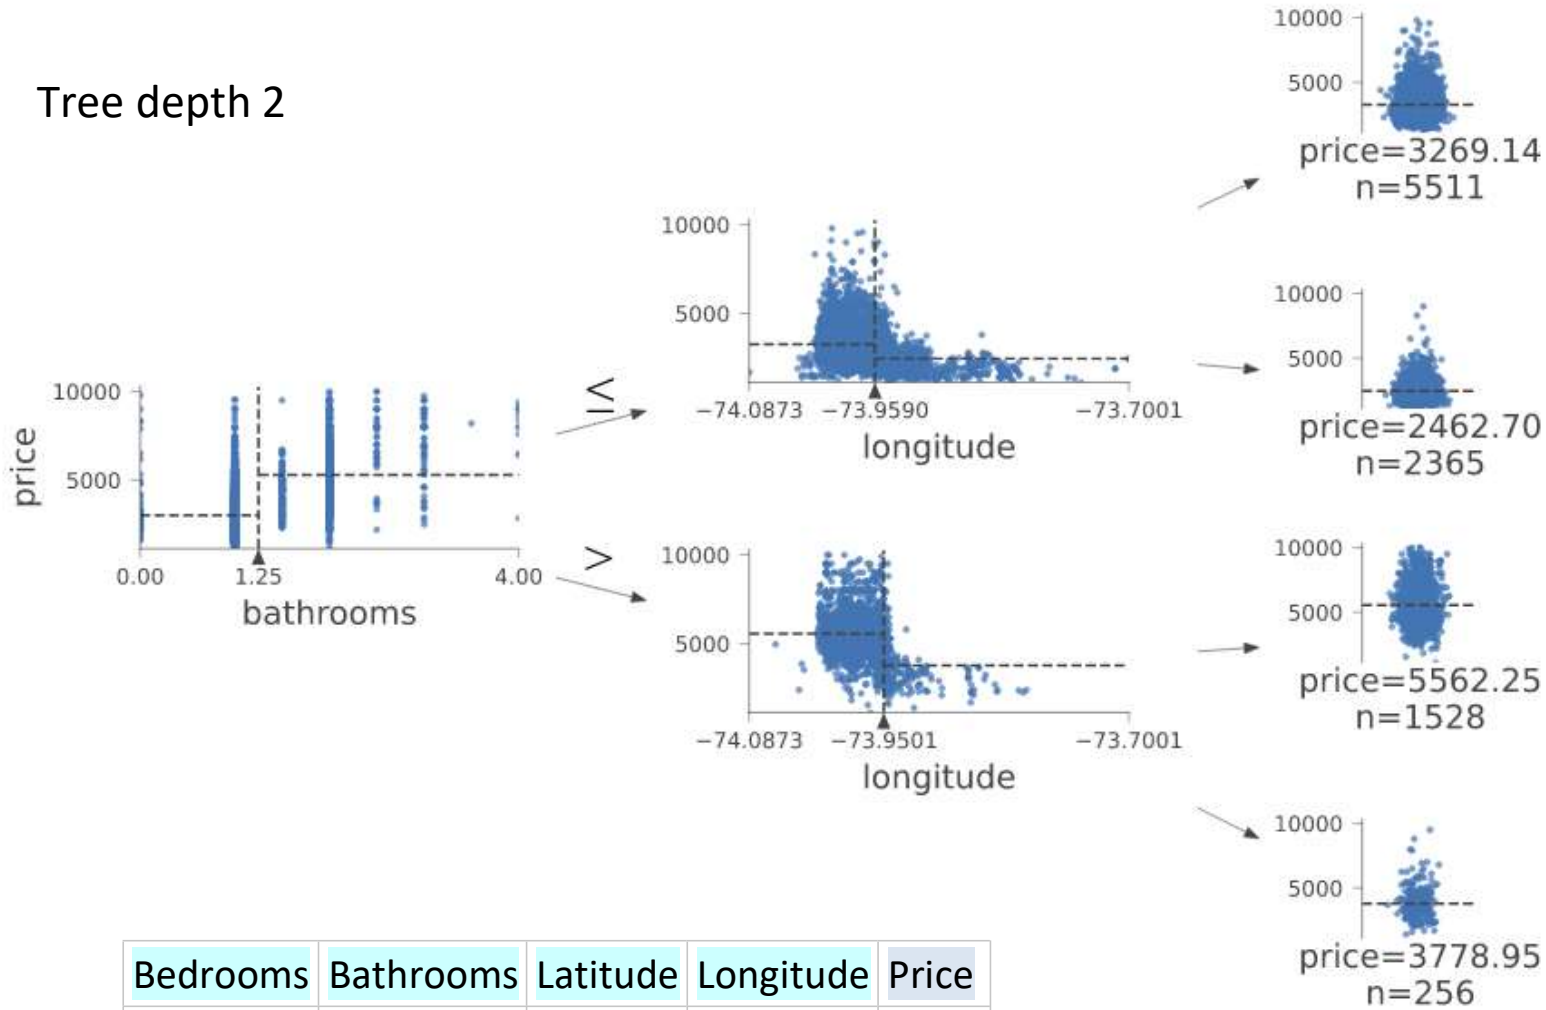 Tree depth 2
10000
5000
price
0.00 1.25 4.00
bathrooms
≤
>
10000
5000
−74.0873 −73.9590 −73.7001
longitude
10000
5000
−74.0873 −73.9501 −73.7001
longitude
10000
5000
price=3269.14
n=5511
10000
5000
price=2462.70
n=2365
10000
5000
price=5562.25
n=1528
10000
5000
price=3778.95
n=256
Bedrooms Bathrooms Latitude Longitude Price